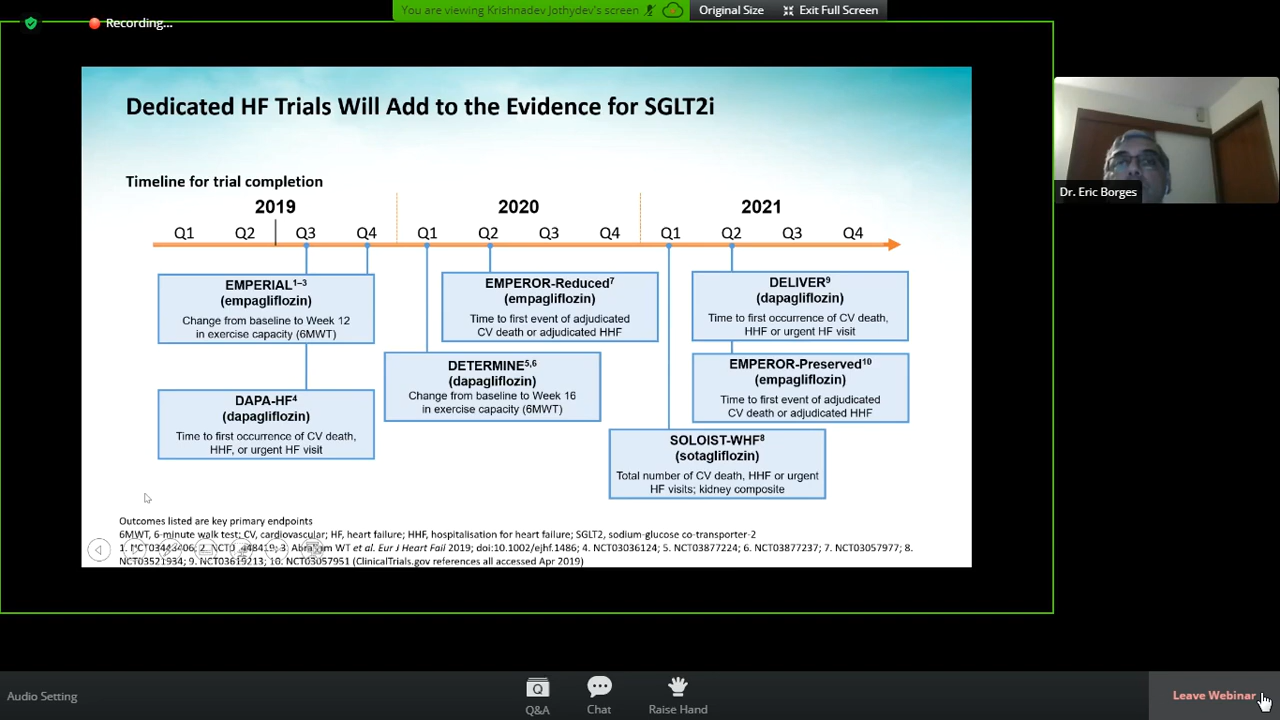 You are viewing Krishnadev Jothydev's screen
Original Size
Exit Full Screen
Recording...
Dedicated HF Trials Will Add to the Evidence for SGLT2i
Dr. Eric Borges
Timeline for trial completion
2019 2020 2021
Q1 Q2 Q3 Q4 Q1 Q2 Q3 Q4 Q1 Q2 Q3 Q4
EMPERIAL1–3
(empagliflozin)
Change from baseline to Week 12
in exercise capacity (6MWT)
EMPEROR-Reduced7
(empagliflozin)
Time to first event of adjudicated
CV death or adjudicated HHF
DELIVER9
(dapagliflozin)
Time to first occurrence of CV death,
HHF or urgent HF visit
DETERMINE5,6
(dapagliflozin)
Change from baseline to Week 16
in exercise capacity (6MWT)
EMPEROR-Preserved10
(empagliflozin)
Time to first event of adjudicated
CV death or adjudicated HHF
DAPA-HF4
(dapagliflozin)
Time to first occurrence of CV death,
HHF, or urgent HF visit
SOLOIST-WHF8
(sotagliflozin)
Total number of CV death, HHF or urgent
HF visits; kidney composite
Outcomes listed are key primary endpoints
6MWT, 6-minute walk test; CV, cardiovascular; HF, heart failure; HHF, hospitalisation for heart failure; SGLT2, sodium-glucose co-transporter-2
1. 2. 3. Abraham WT et al. Eur J Heart Fail 2019; doi:10.1002/ejhf.1486; 4. NCT03036124; 5. NCT03877224; 6. NCT03877237; 7. NCT03057977; 8.
NCT03521934; 9. NCT03619213; 10. NCT03057951 (ClinicalTrials.gov references all accessed Apr 2019)
Audio Setting
Q&A
Chat
Raise Hand
Leave Webinar